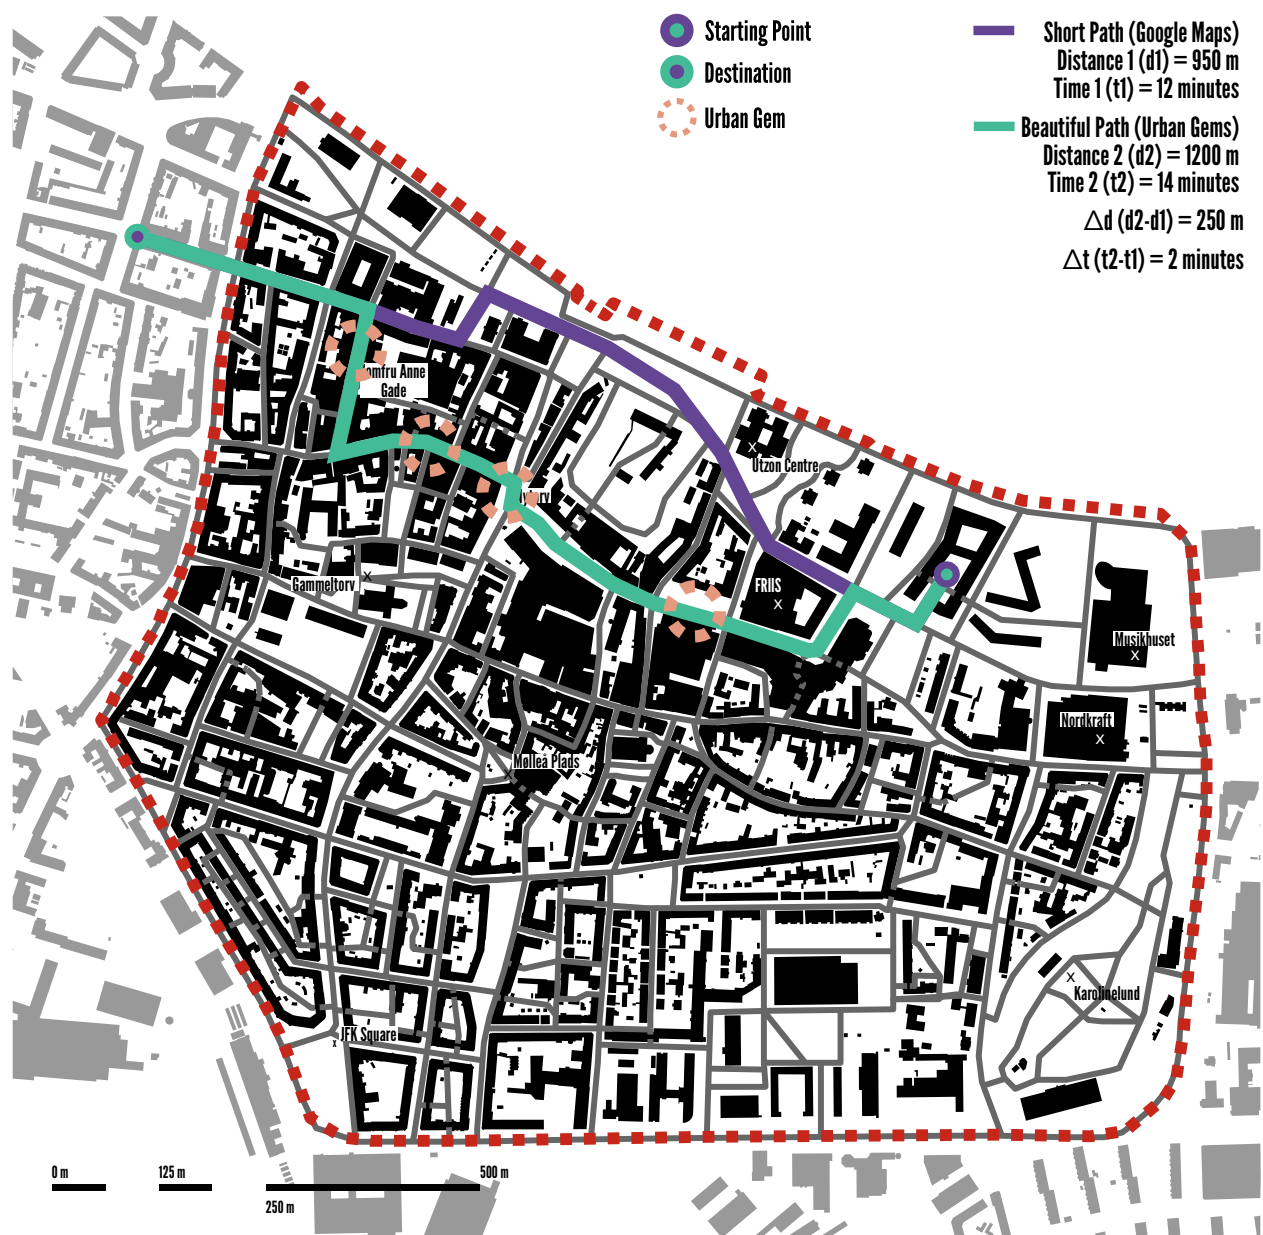 Starting Point
Destination
Urban Gem
Short Path (Google Maps)
Distance 1 (d1) = 950 m
Time 1 (t1) = 12 minutes
Beautiful Path (Urban Gems)
Distance 2 (d2) = 1200 m
Time 2 (t2) = 14 minutes
△d (d2-d1) = 250 m
△t (t2-t1) = 2 minutes
omfru Anne
Gade
Utzon Centre
x
Gammeltorv
x
FRIIS
x
Musikhuset
x
Nordkraft
x
Møllea Plads
x
Karolinelund
JFK Square
x
0 m
125 m
250 m
500 m